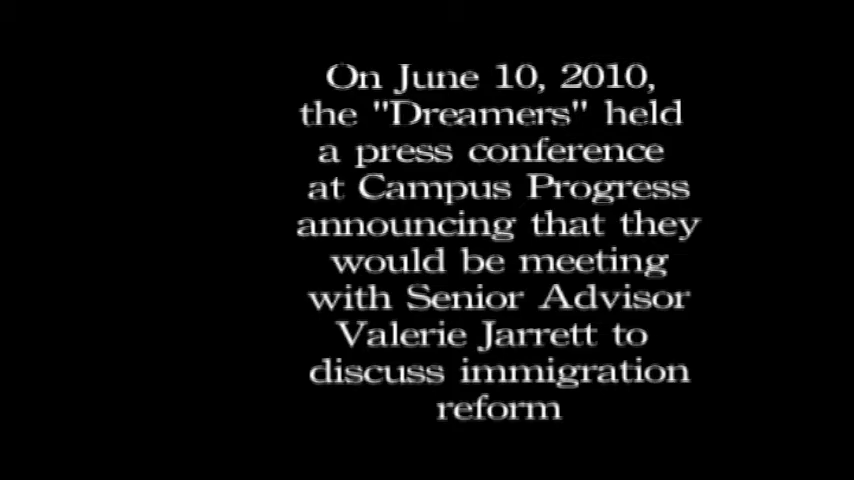 On June 10, 2010,
the "Dreamers" held
a press conference
at Campus Progress
announcing that they
would be meeting
with Senior Advisor
Valerie Jarrett to
discuss immigration
reform